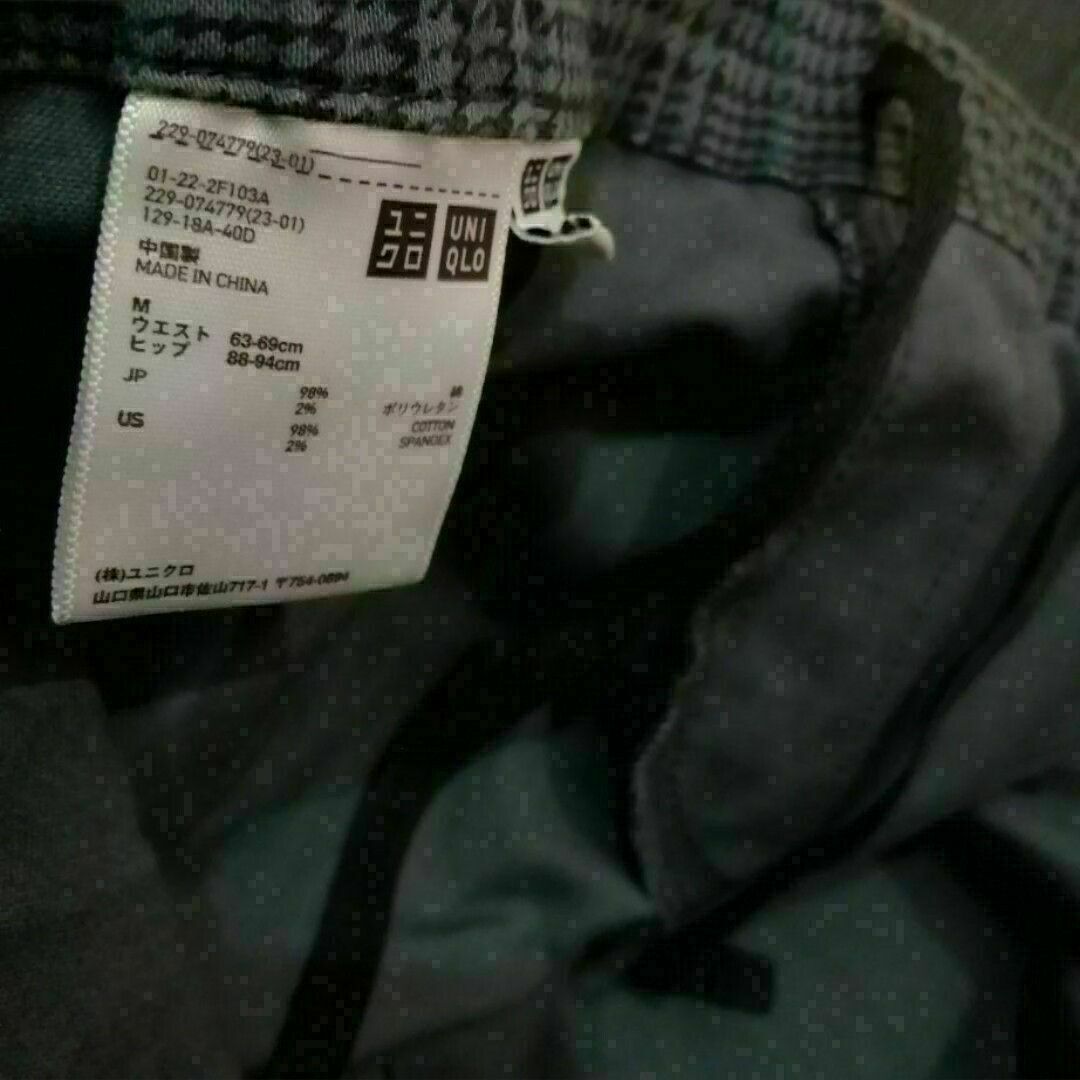 229-074779(23-01)
01-22-2F103A
229-074779(23-01)
129-18A-40D
ユニクロ
UNIQLO
中国製
MADE IN CHINA
M
ウエスト 63-69cm
ヒップ 88-94cm
JP
98% 綿
2% ポリウレタン
US
98% COTTON
2% SPANDEX
(株)ユニクロ
山口県山口市佐山717-1 〒754-0894